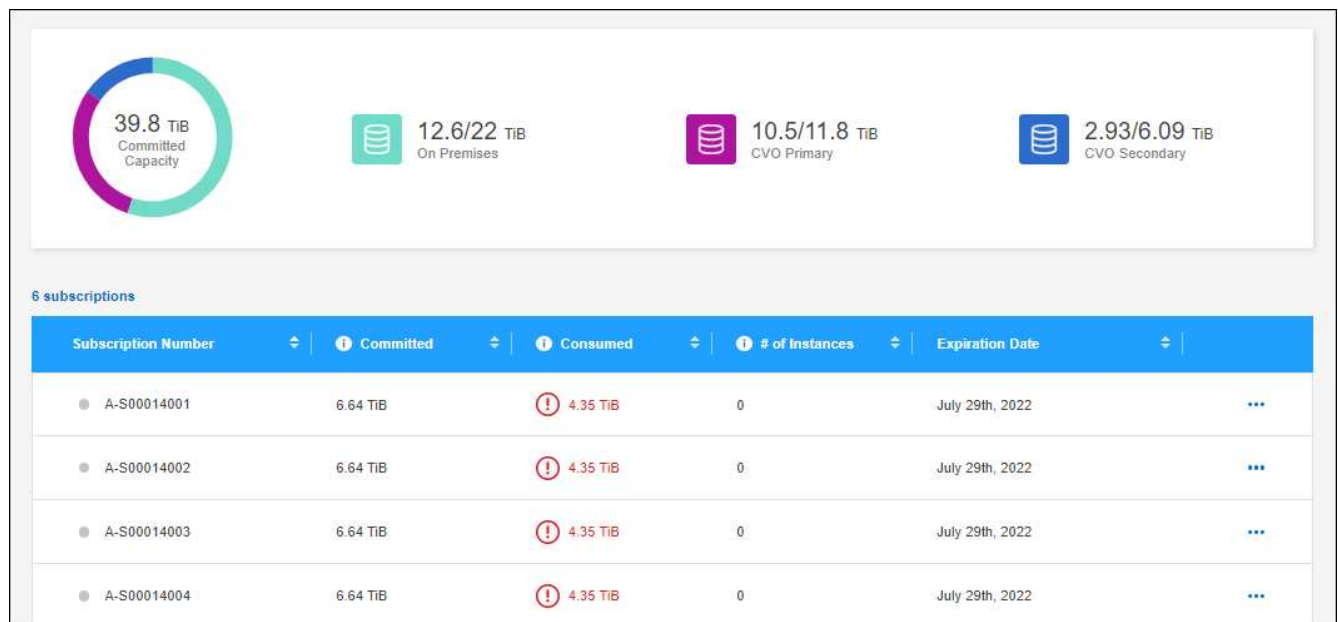 39.8 TiB
Committed
Capacity
12.6/22 TiB
On Premises
10.5/11.8 TiB
CVO Primary
2.93/6.09 TiB
CVO Secondary
6 subscriptions
Subscription Number Committed Consumed # of Instances Expiration Date
A-S00014001 6.64 TiB 4.35 TiB 0 July 29th, 2022
A-S00014002 6.64 TiB 4.35 TiB 0 July 29th, 2022
A-S00014003 6.64 TiB 4.35 TiB 0 July 29th, 2022
A-S00014004 6.64 TiB 4.35 TiB 0 July 29th, 2022